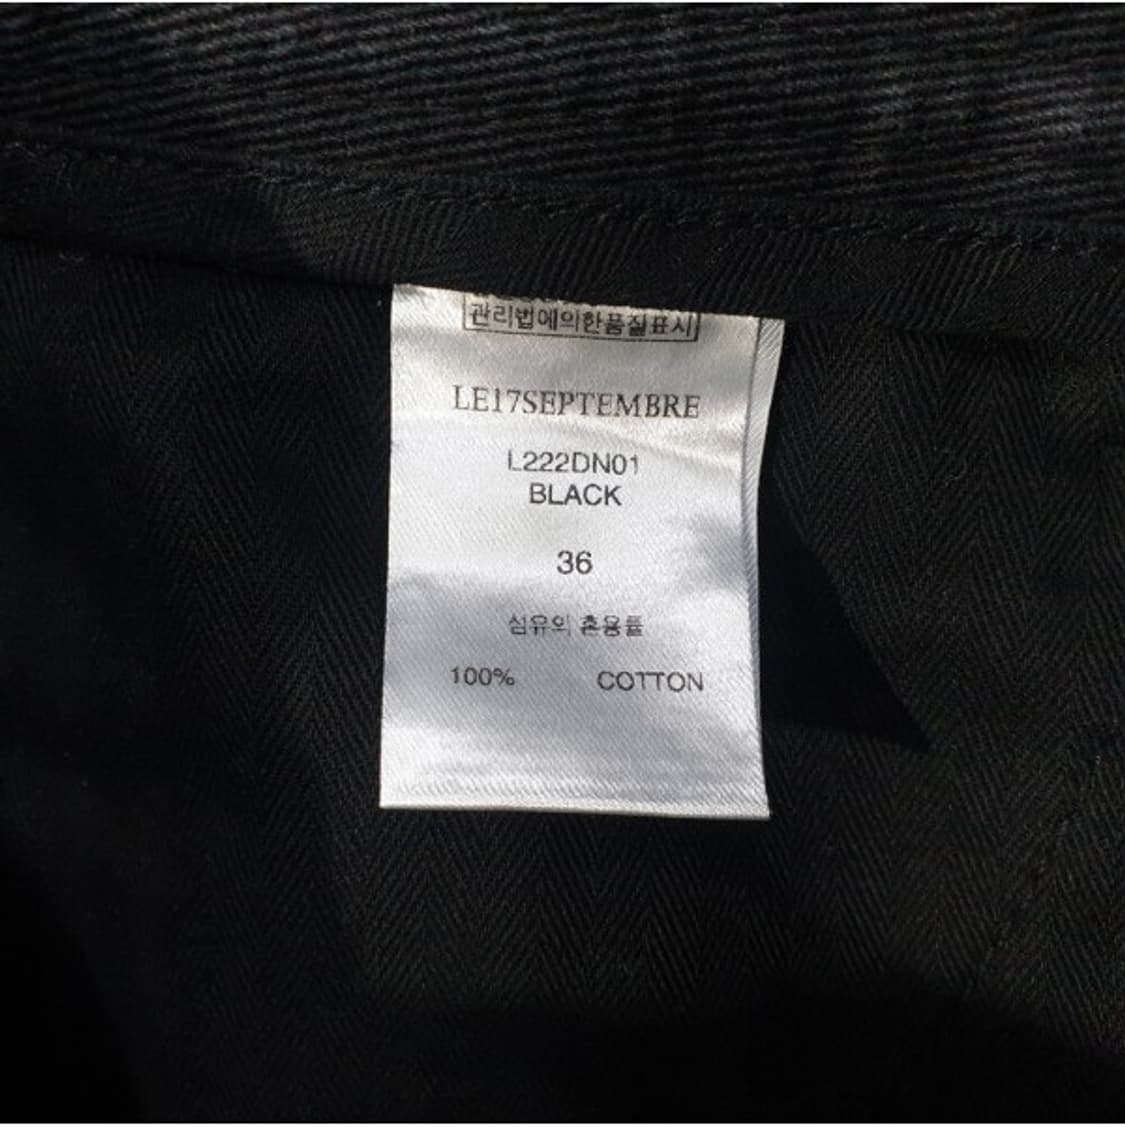 관리법에의한품질표시
LE17SEPTEMBRE
L222DN01
BLACK
36
섬유의 혼용률
100% COTTON